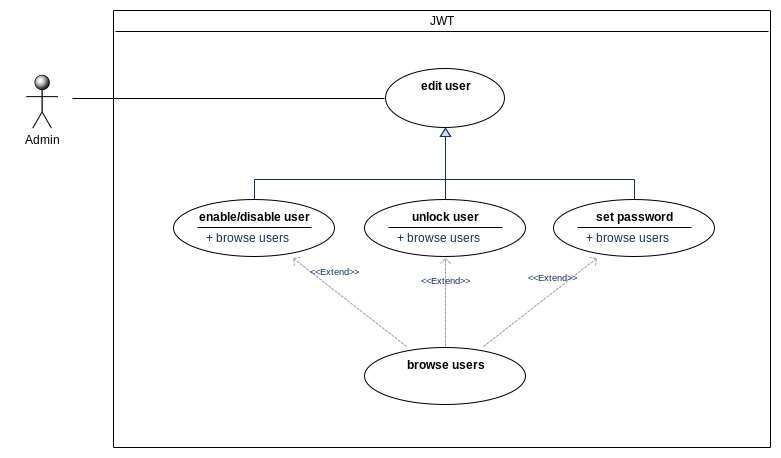 JWT
edit user
Admin
enable/disable user
+ browse users
unlock user
+ browse users
set password
+ browse users
<<Extend>>
<<Extend>>
<<Extend>>
browse users